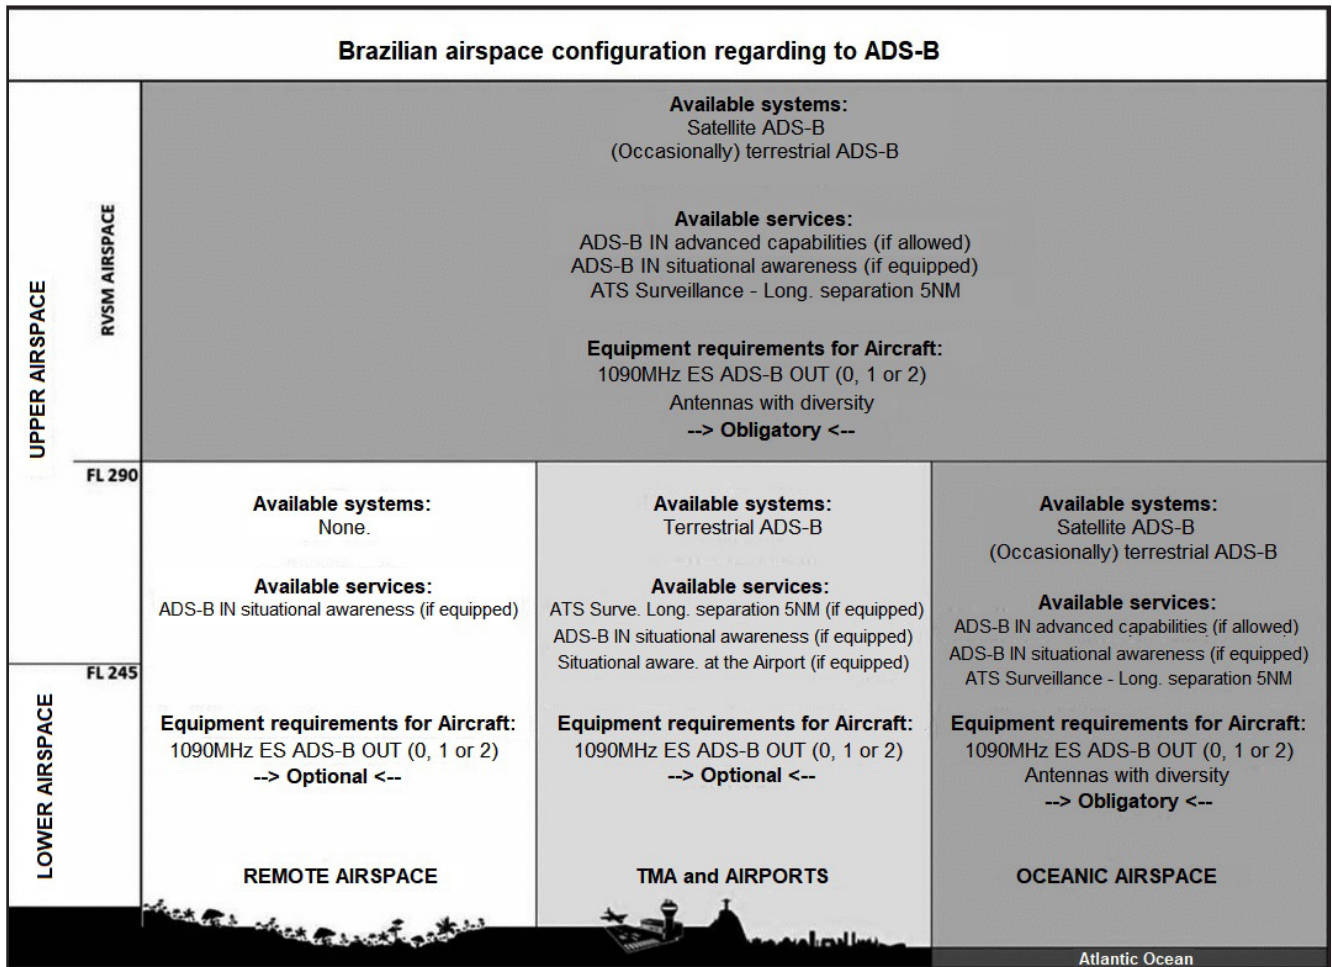 Brazilian airspace configuration regarding to ADS-B
UPPER AIRSPACE
RVSM AIRSPACE
Available systems:
Satellite ADS-B
(Occasionally) terrestrial ADS-B
Available services:
ADS-B IN advanced capabilities (if allowed)
ADS-B IN situational awareness (if equipped)
ATS Surveillance - Long. separation 5NM
Equipment requirements for Aircraft:
1090MHz ES ADS-B OUT (0, 1 or 2)
Antennas with diversity
--> Obligatory <--
FL 290
FL 245
LOWER AIRSPACE
Available systems:
None.
Available services:
ADS-B IN situational awareness (if equipped)
Equipment requirements for Aircraft:
1090MHz ES ADS-B OUT (0, 1 or 2)
--> Optional <--
REMOTE AIRSPACE
Available systems:
Terrestrial ADS-B
Available services:
ATS Surve. Long. separation 5NM (if equipped)
ADS-B IN situational awareness (if equipped)
Situational aware. at the Airport (if equipped)
Equipment requirements for Aircraft:
1090MHz ES ADS-B OUT (0, 1 or 2)
--> Optional <--
TMA and AIRPORTS
Available systems:
Satellite ADS-B
(Occasionally) terrestrial ADS-B
Available services:
ADS-B IN advanced capabilities (if allowed)
ADS-B IN situational awareness (if equipped)
ATS Surveillance - Long. separation 5NM
Equipment requirements for Aircraft:
1090MHz ES ADS-B OUT (0, 1 or 2)
Antennas with diversity
--> Obligatory <--
OCEANIC AIRSPACE
Atlantic Ocean